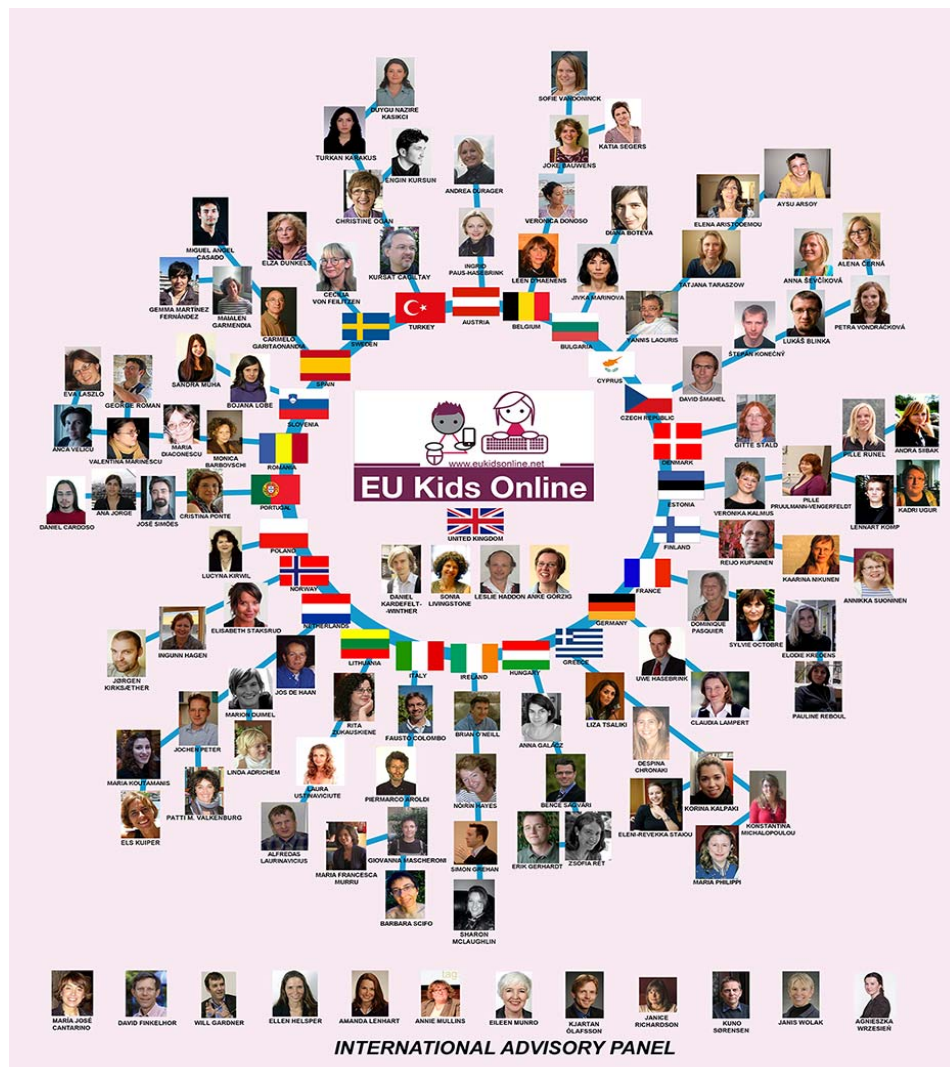 DUYGU NAZIRE
KASIKCI
SOFIE VANDONINCK
TURKAN KARAKUS
ENGIN KURSUN
ANDREA DURAGER
JOKE BAUWENS
KATIA SEGERS
CHRISTINE OGAN
VERONICA DONOSO
DIANA BOTEVA
ELENA ARISTODEMOU
AYSU ARSOY
MIGUEL ANGEL
CASADO
ELZA DUNKELS
CECILIA
VON FEILITZEN
KURSAT CAGILTAY
INGRID
PAUS-HASEBRINK
LEEN D'HAENENS
JIVKA MARINOVA
TATJANA TARASZOW
ANNA ŠEVČÍKOVÁ
ALENA ČERNÁ
GEMMA MARTÍNEZ
FERNÁNDEZ
MAIALEN
GARMENDIA
CARMELO
GARITAONANDIA
SWEDEN
TURKEY
AUSTRIA
BELGIUM
BULGARIA
YANNIS LAOURIS
ŠTEPÁN KONEČNÝ
LUKÁŠ BLINKA
PETRA VONDRÁČKOVÁ
SPAIN
CYPRUS
DAVID ŠMAHEL
EVA LASZLO
GEORGE ROMAN
SANDRA MUHA
BOJANA LOBE
SLOVENIA
CZECH REPUBLIC
ANCA VELICU
VALENTINA MARINESCU
MARIA
DIACONESCU
MONICA
BARBOVSCHI
ROMANIA
www.eukidsonline.net
EU Kids Online
DENMARK
GITTE STALD
PILLE RUNEL
ANDRA SIIBAK
DANIEL CARDOSO
ANA JORGE
JOSÉ SIMÕES
CRISTINA PONTE
PORTUGAL
UNITED KINGDOM
ESTONIA
VERONIKA KALMUS
PILLE
PRUULMANN-VENGERFELDT
LENNART KOMP
KADRI UGUR
LUCYNA KIRWIL
POLAND
FINLAND
REIJO KUPIAINEN
KAARINA NIKUNEN
ANNIKKA SUONINEN
NORWAY
DANIEL
KARDEFELT-
WINTHER
SONIA
LIVINGSTONE
LESLIE HADDON
ANKE GÖRZIG
FRANCE
JØRGEN
KIRKSÆTHER
INGUNN HAGEN
ELISABETH STAKSRUD
NETHERLANDS
GERMANY
DOMINIQUE
PASQUIER
SYLVIE OCTOBRE
ELODIE KREDENS
PAULINE REBOUL
LITHUANIA
ITALY
IRELAND
HUNGARY
GREECE
UWE HASEBRINK
CLAUDIA LAMPERT
MARION DUIMEL
JOS DE HAAN
RITA
ZUKAUSKIENE
FAUSTO COLOMBO
BRIAN O'NEILL
ANNA GALÁCZ
LIZA TSALIKI
DESPINA
CHRONAKI
JOCHEN PETER
LINDA ADRICHEM
LAURA
USTINAVICIUTE
PIERMARCO AROLDI
NOIRIN HAYES
BENCE SAGVARI
MARIA KOUTAMANIS
PATTI M. VALKENBURG
ELS KUIPER
ALFREDAS
LAURINAVICIUS
MARIA FRANCESCA
MURRU
GIOVANNA MASCHERONI
SIMON GREHAN
ERIK GERHARDT
ZSOFIA RET
ELENI-REVEKKA STAIOU
KORINA KALPAKI
KONSTANTINA
MICHALOPOULOU
MARIA PHILIPPI
BARBARA SCIFO
SHARON
MCLAUGHLIN
MARÍA JOSÉ
CANTARINO
DAVID FINKELHOR
WILL GARDNER
ELLEN HELSPER
AMANDA LENHART
tag
ANNIE MULLINS
EILEEN MUNRO
KJARTAN
ÓLAFSSON
JANICE
RICHARDSON
KUNO
SØRENSEN
JANIS WOLAK
AGNIESZKA
WRZESIEŃ
INTERNATIONAL ADVISORY PANEL